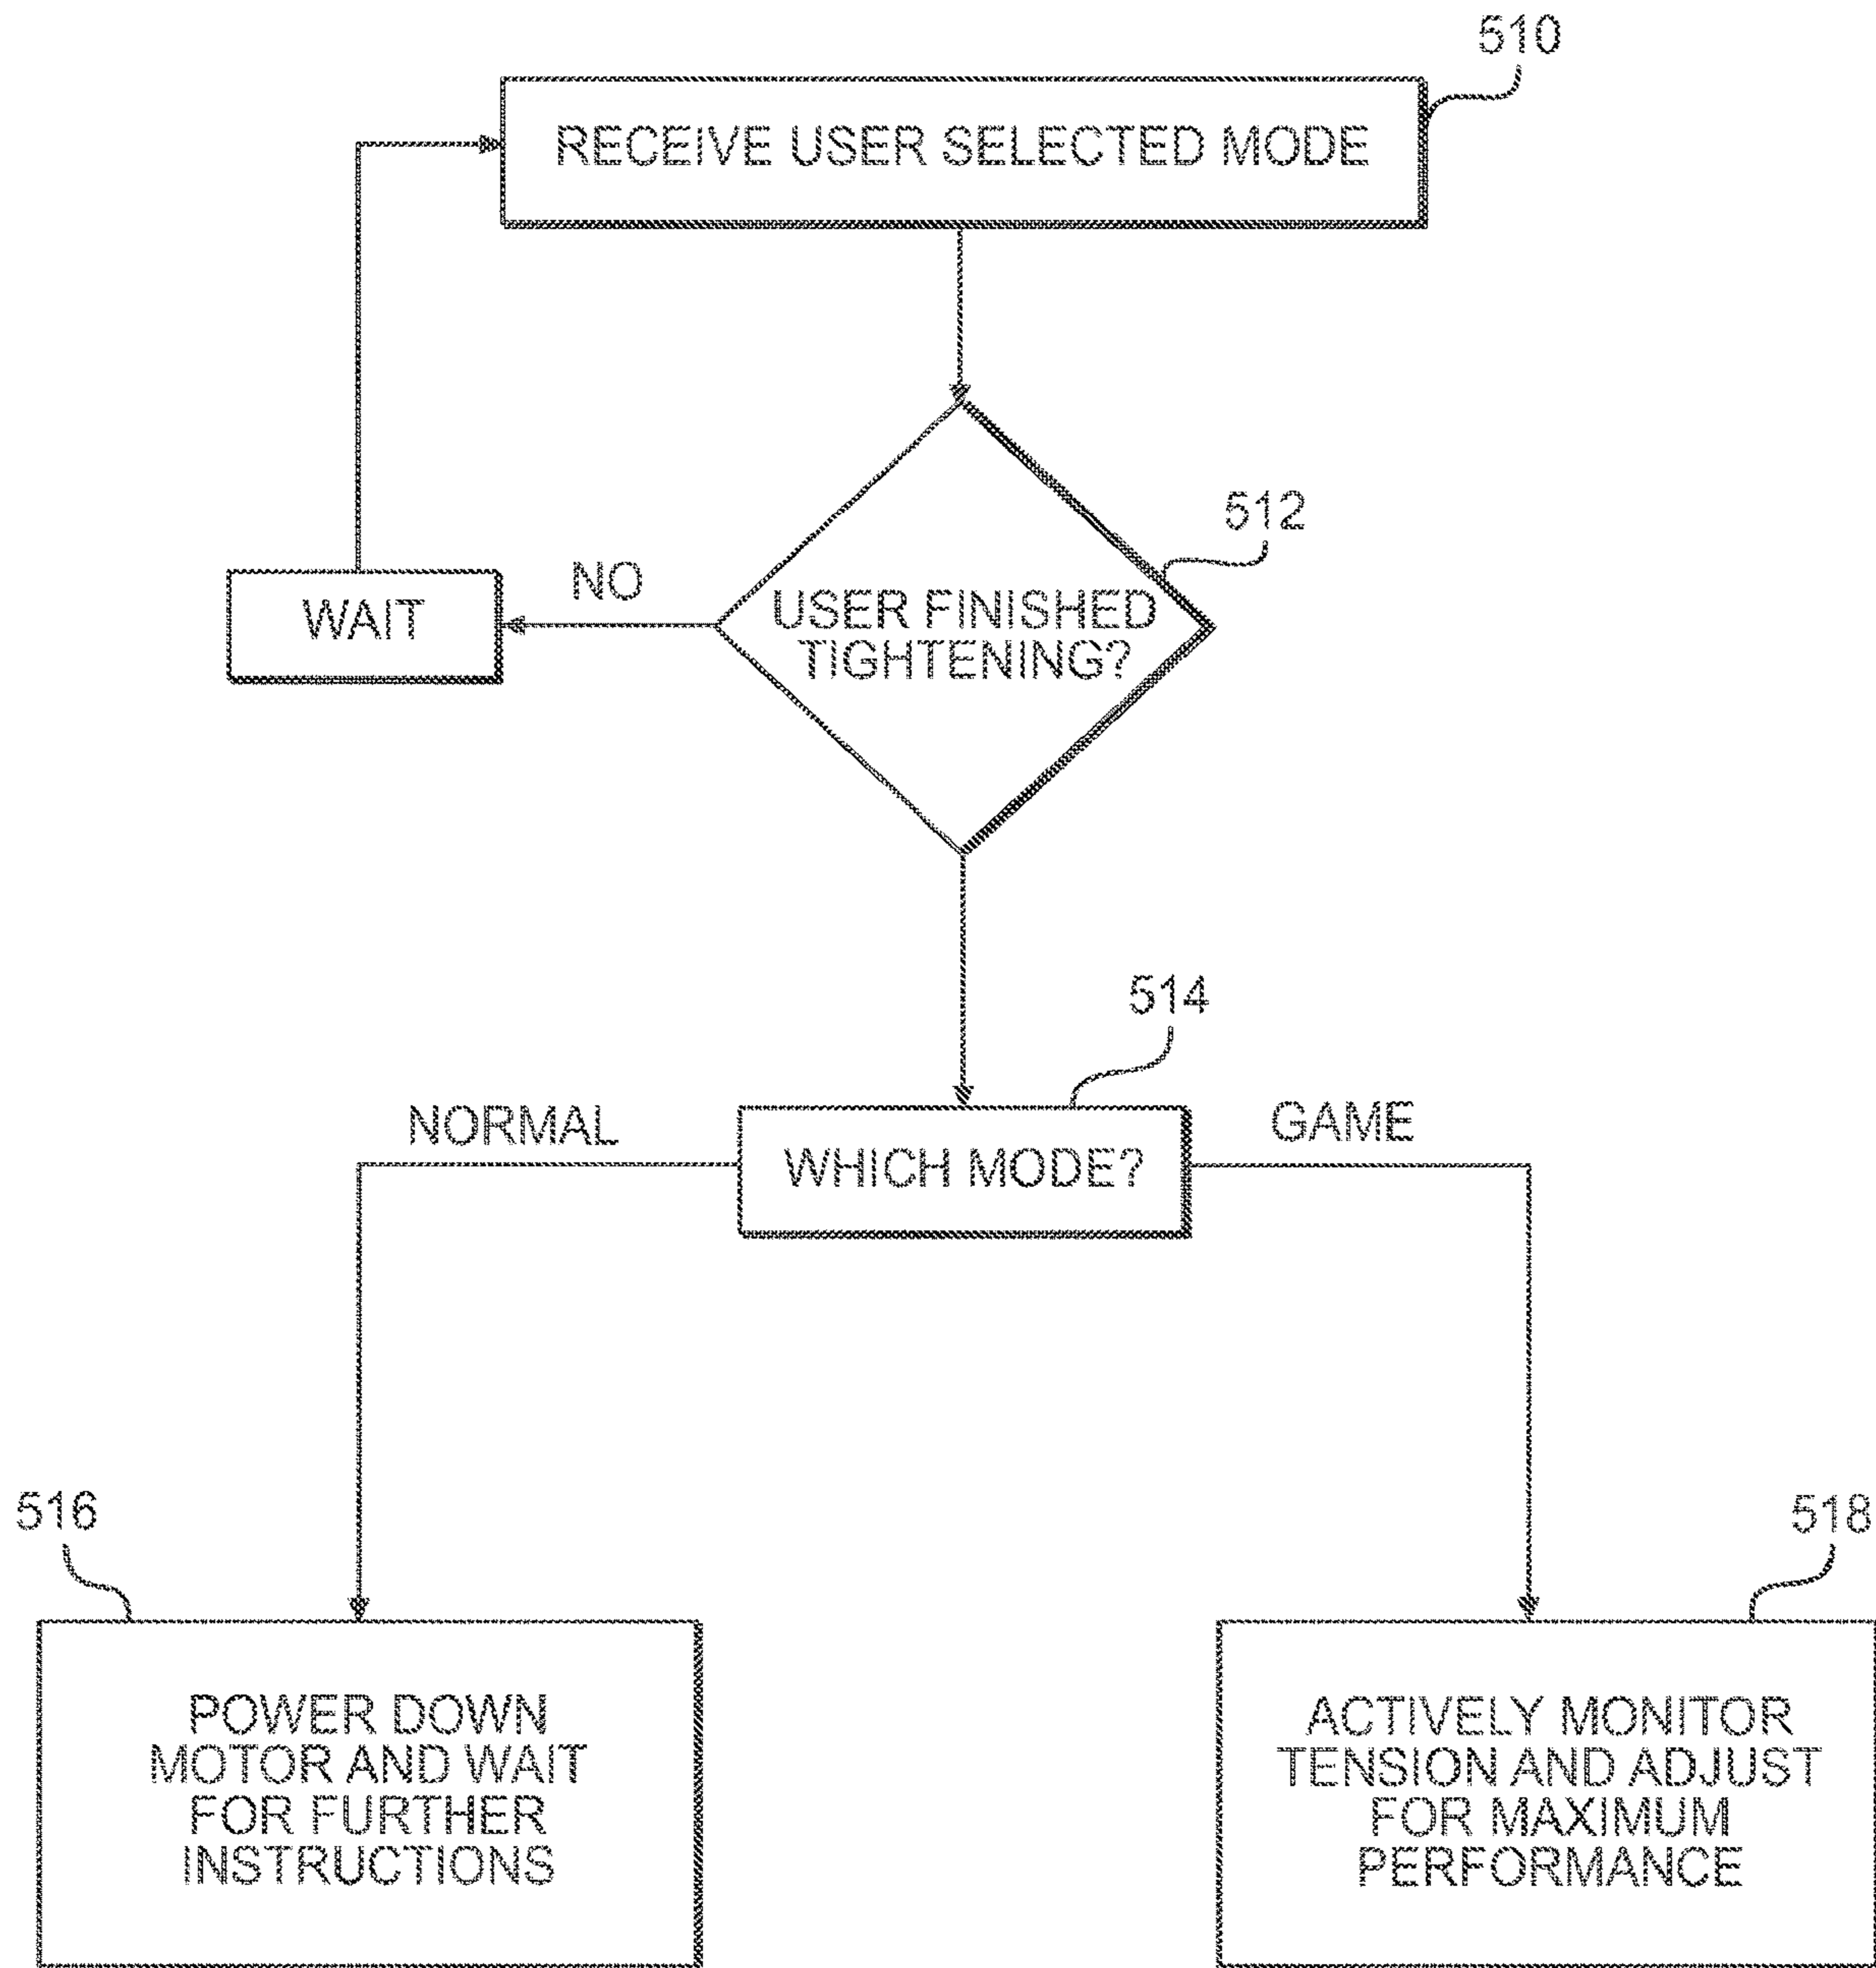 510
RECEIVE USER SELECTED MODE
512
NO
WAIT
USER FINISHED
TIGHTENING?
514
NORMAL
GAME
WHICH MODE?
516
518
POWER DOWN
MOTOR AND WAIT
FOR FURTHER
INSTRUCTIONS
ACTIVELY MONITOR
TENSION AND ADJUST
FOR MAXIMUM
PERFORMANCE